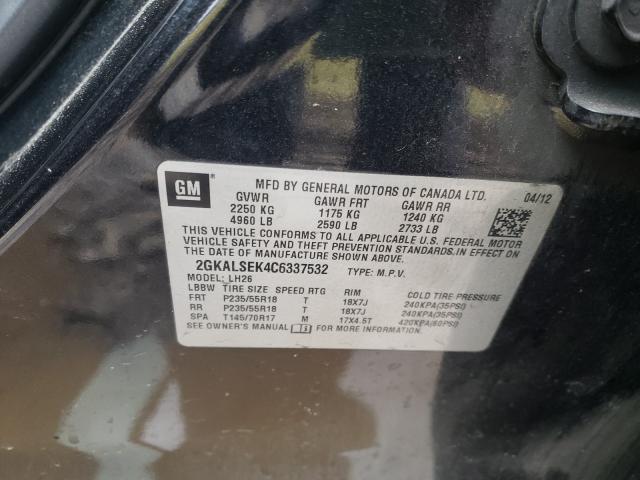 GM
MFD BY GENERAL MOTORS OF CANADA LTD. 04/12
GVWR GAWR FRT GAWR RR
2250 KG 1175 KG 1240 KG
4960 LB 2590 LB 2733 LB
THIS VEHICLE CONFORMS TO ALL APPLICABLE U.S. FEDERAL MOTOR
VEHICLE SAFETY AND THEFT PREVENTION STANDARDS IN EFFECT ON
THE DATE OF MANUFACTURE SHOWN ABOVE.
2GKALSEK4C6337532 TYPE: M.P.V.
MODEL: LH26
LBBW TIRE SIZE SPEED RTG RIM COLD TIRE PRESSURE
FRT P235/55R18 T 18X7J 240KPA(35PSI)
RR P235/55R18 T 18X7J 240KPA(35PSI)
SPA T145/70R17 M 17X4.5T 420KPA(60PSI)
SEE OWNER'S MANUAL FOR MORE INFORMATION.